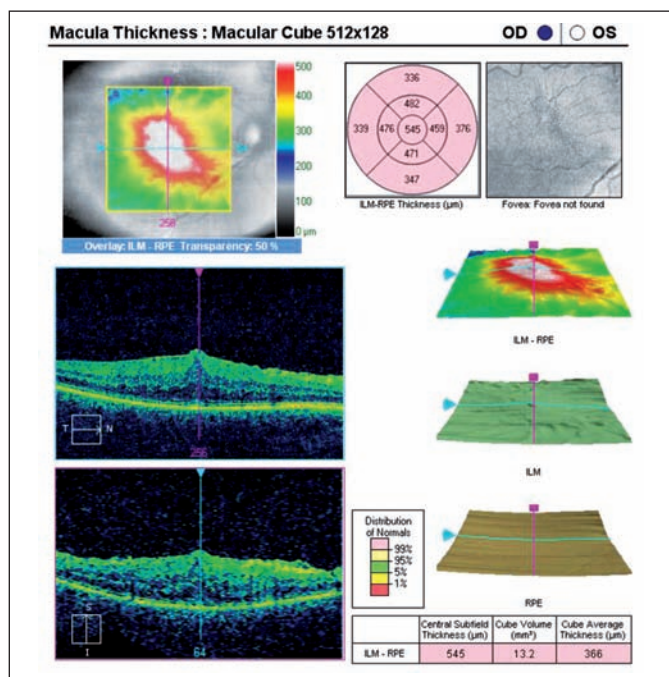 Macula Thickness : Macular Cube 512x128
OD OS
500
400
300
200
100
0 µm
Overlay: ILM - RPE Transparency: 50 %
336
482
339 476 545 459 376
471
347
ILM-RPE Thickness (µm)
Fovea: Fovea not found
ILM - RPE
T N
ILM
Distribution
of Normals
99%
95%
5%
1%
RPE
S
I
64
Central Subfield
Thickness (µm)
Cube Volume
(mm³)
Cube Average
Thickness (µm)
ILM - RPE 545 13.2 366